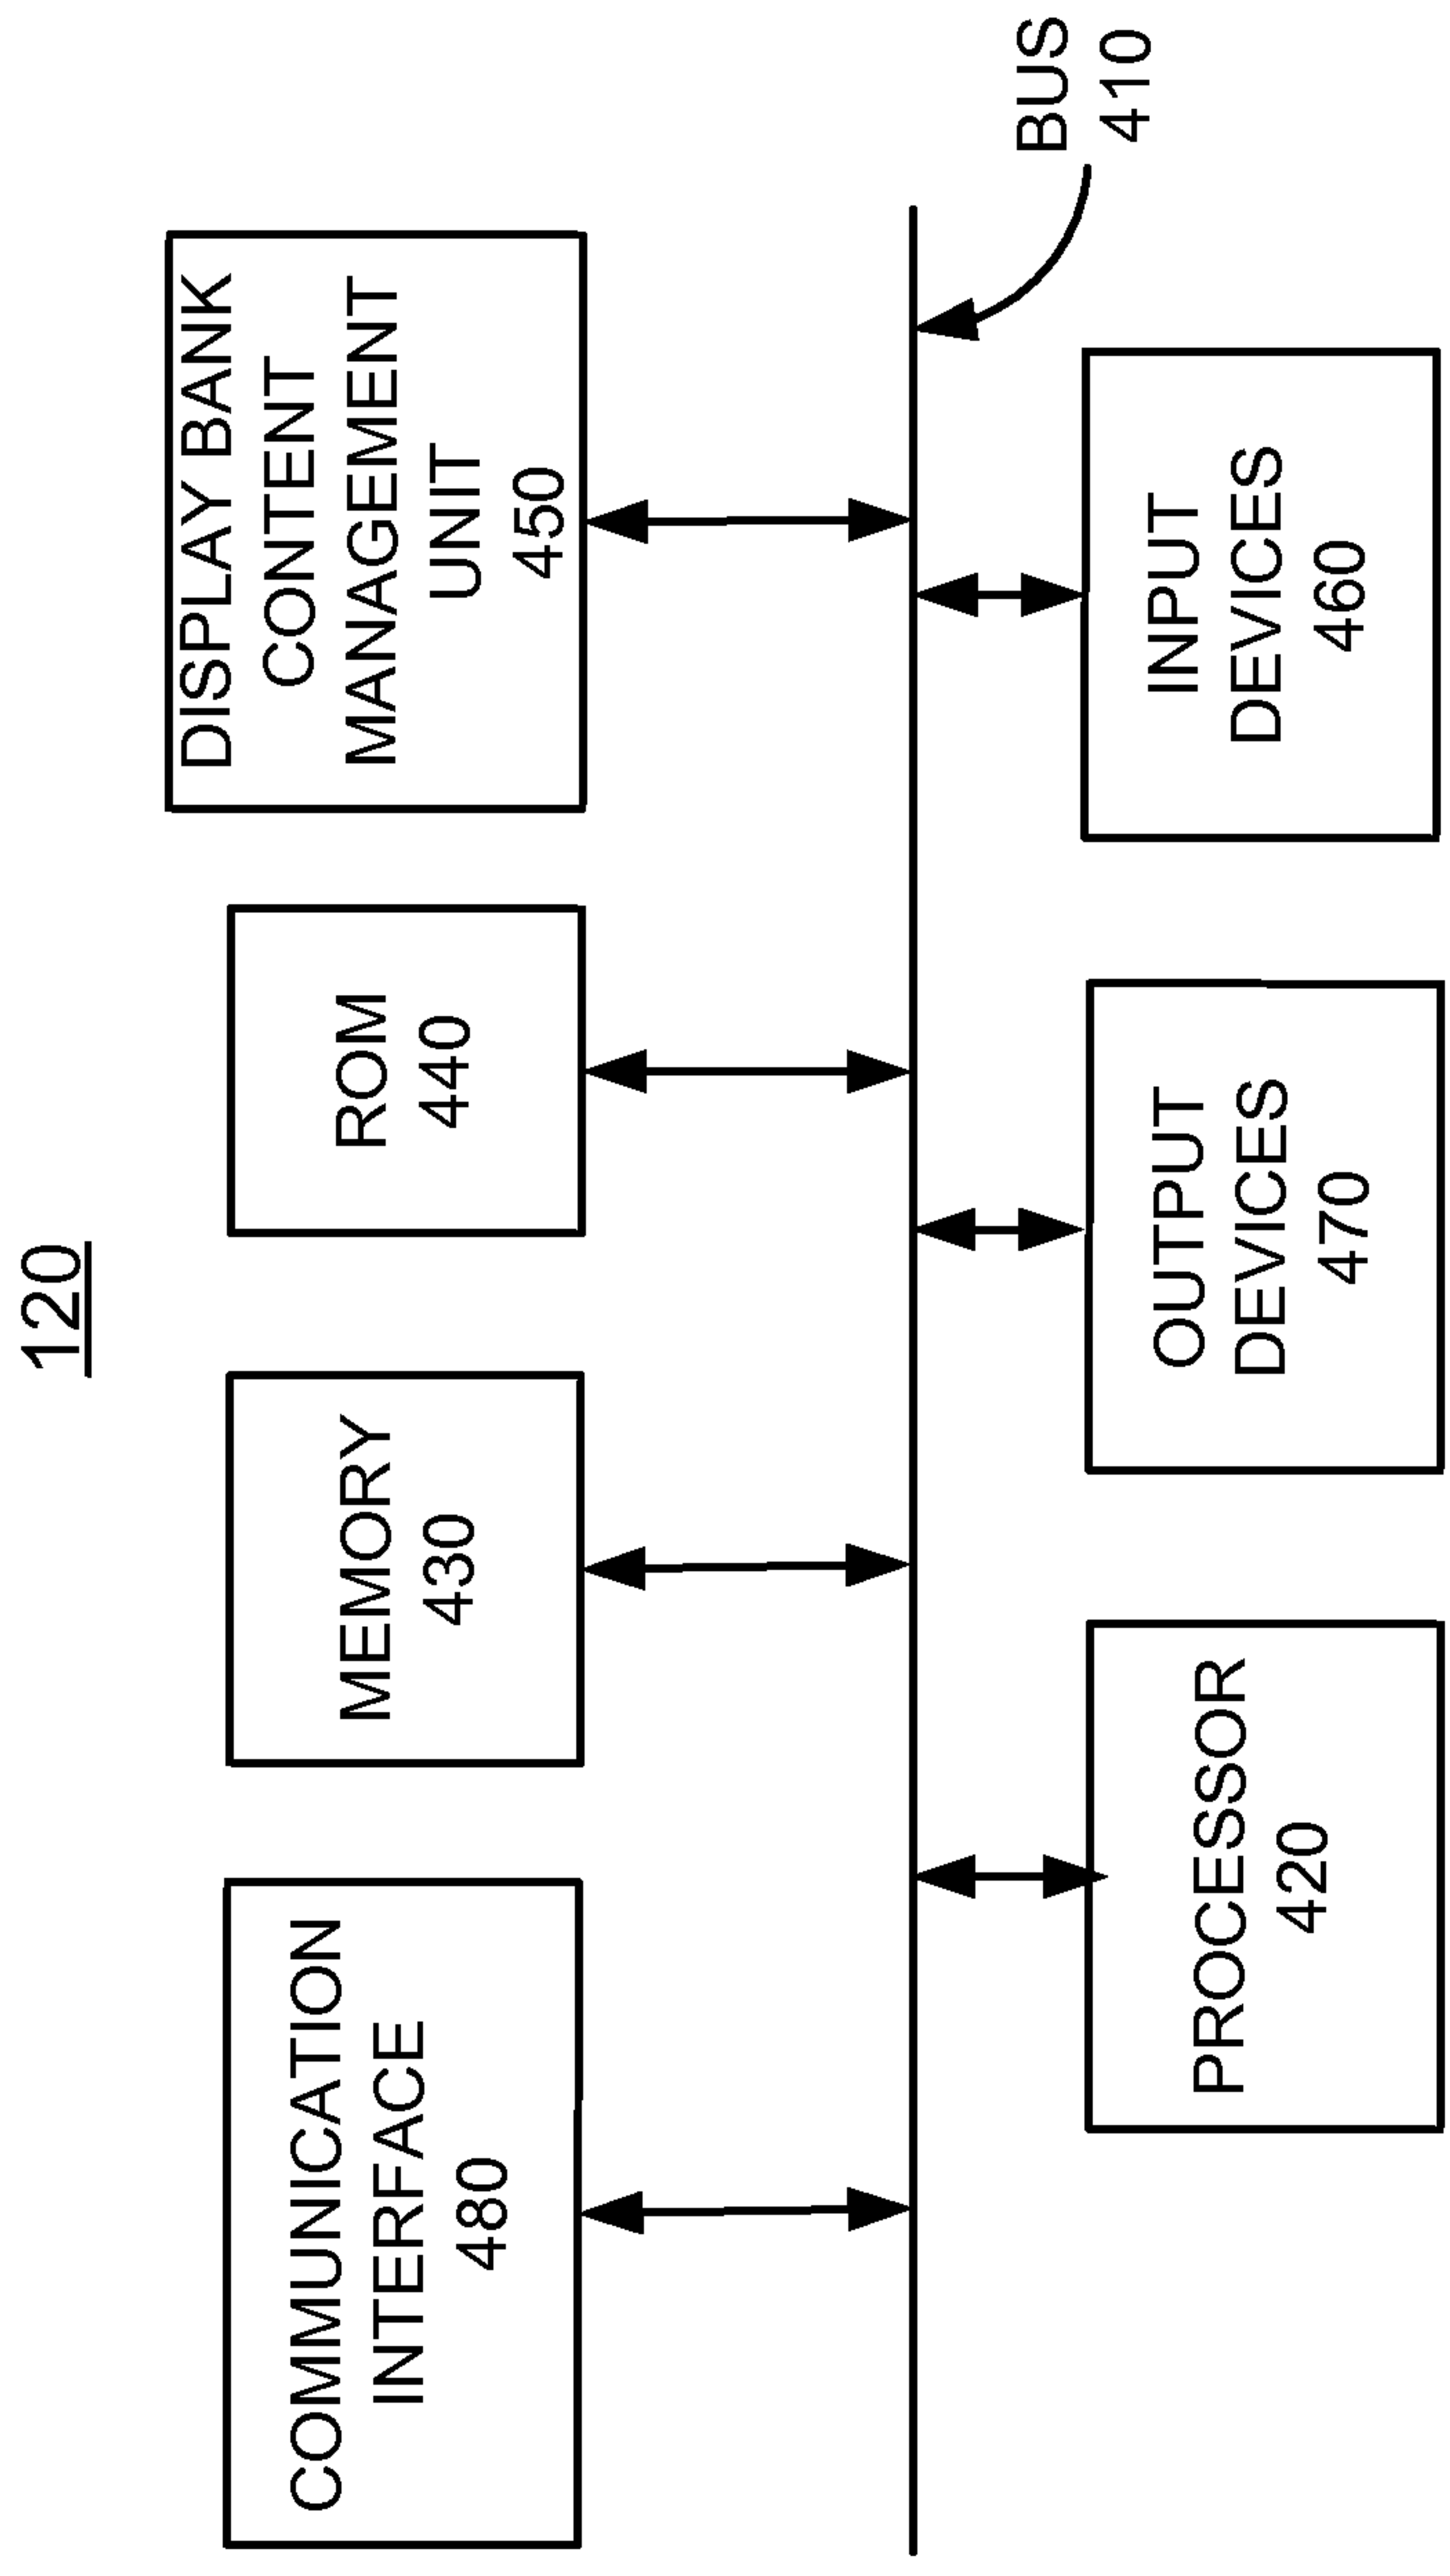 120
COMMUNICATION
INTERFACE
480
MEMORY
430
ROM
440
DISPLAY BANK
CONTENT
MANAGEMENT
UNIT
450
BUS
410
PROCESSOR
420
OUTPUT
DEVICES
470
INPUT
DEVICES
460